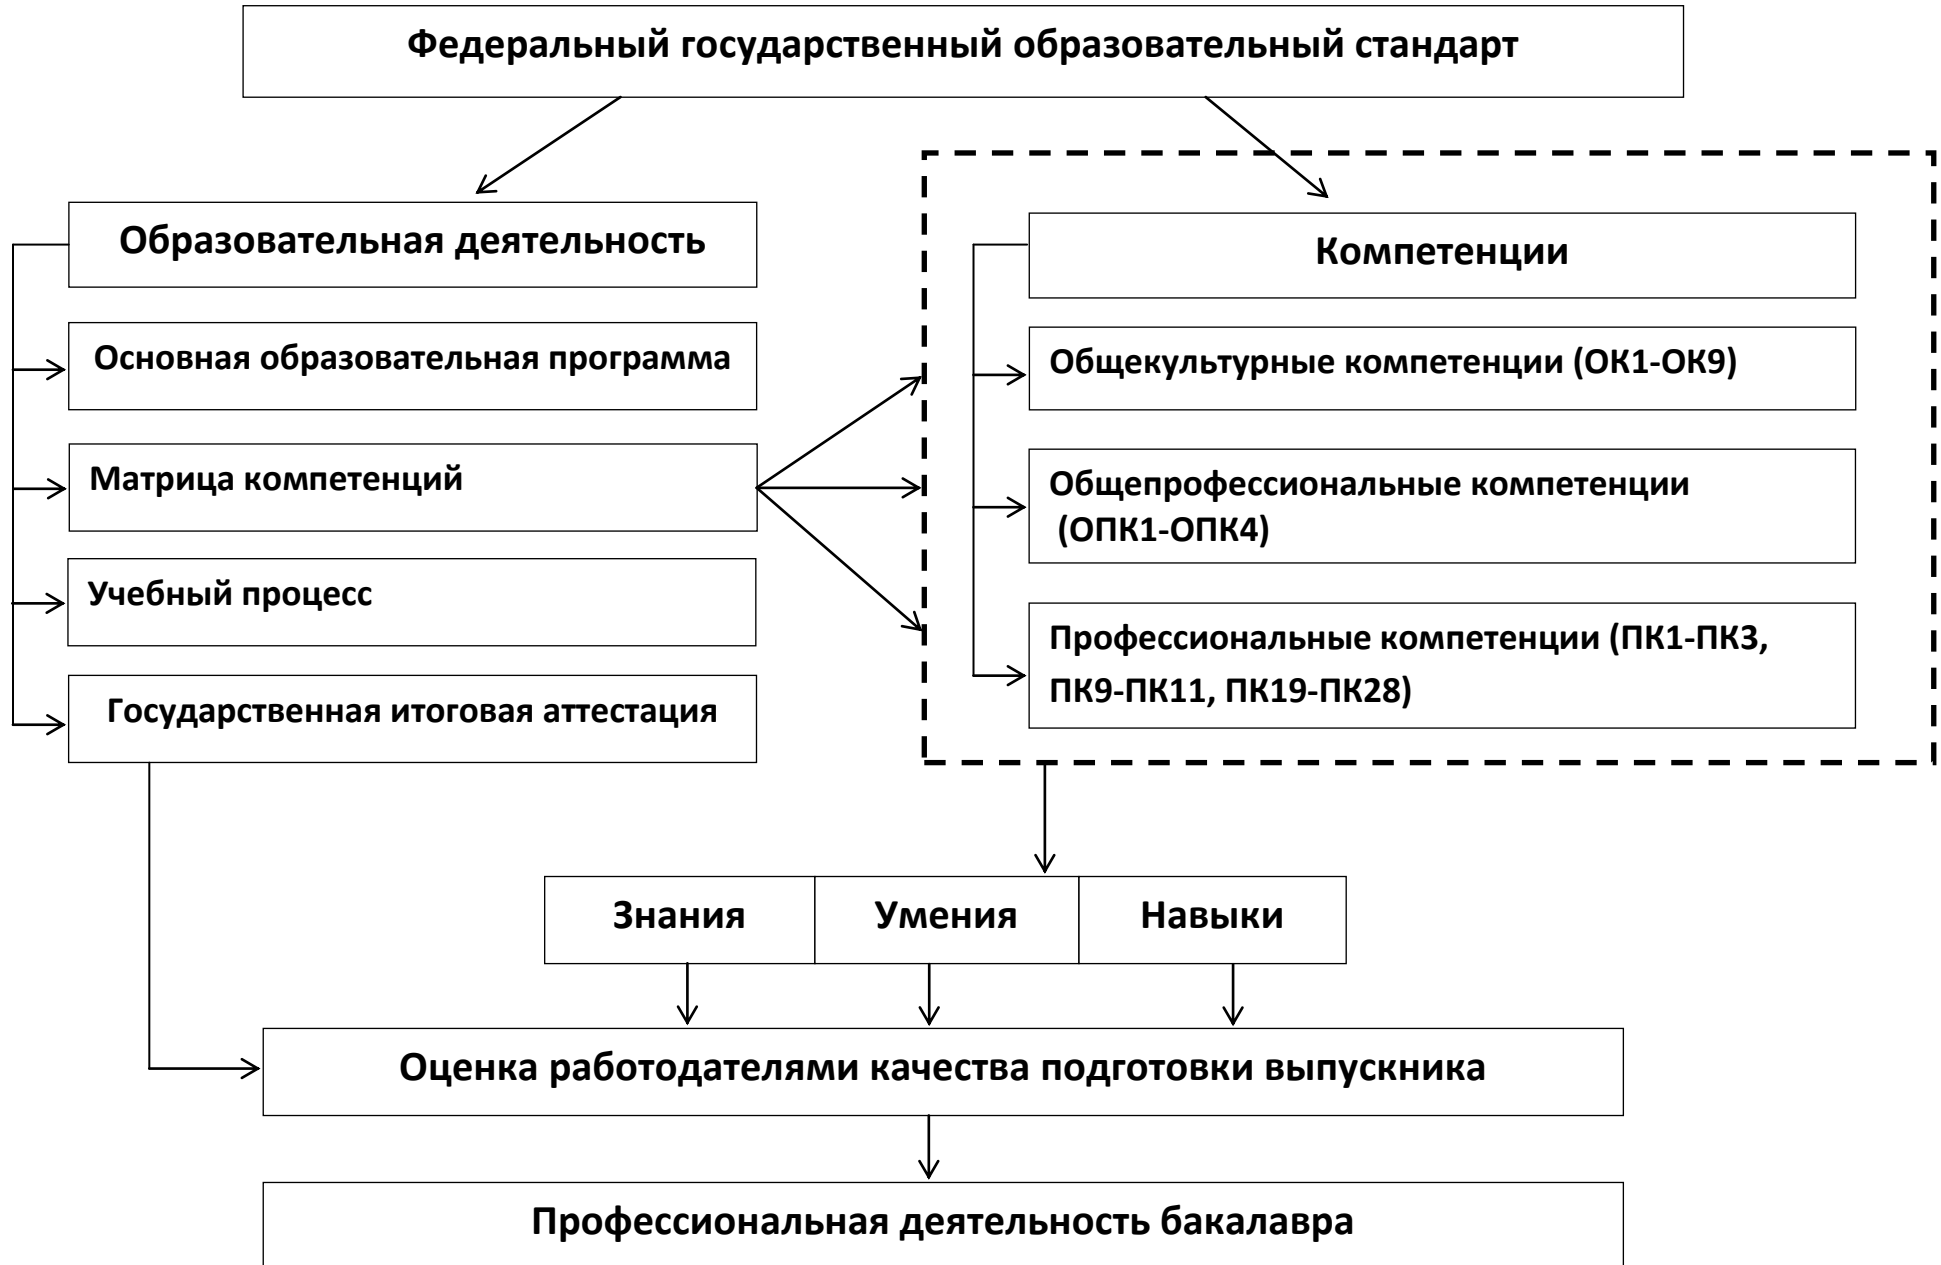 Федеральный государственный образовательный стандарт
Образовательная деятельность
Основная образовательная программа
Матрица компетенций
Учебный процесс
Государственная итоговая аттестация
Компетенции
Общекультурные компетенции (ОК1-ОК9)
Общепрофессиональные компетенции
(ОПК1-ОПК4)
Профессиональные компетенции (ПК1-ПК3,
ПК9-ПК11, ПК19-ПК28)
Знания
Умения
Навыки
Оценка работодателями качества подготовки выпускника
Профессиональная деятельность бакалавра